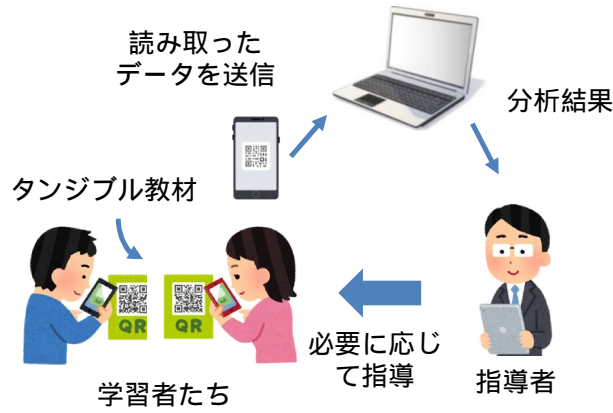 読み取った
データを送信
分析結果
タンジブル教材
QR
QR
必要に応じ
て指導
学習者たち
指導者